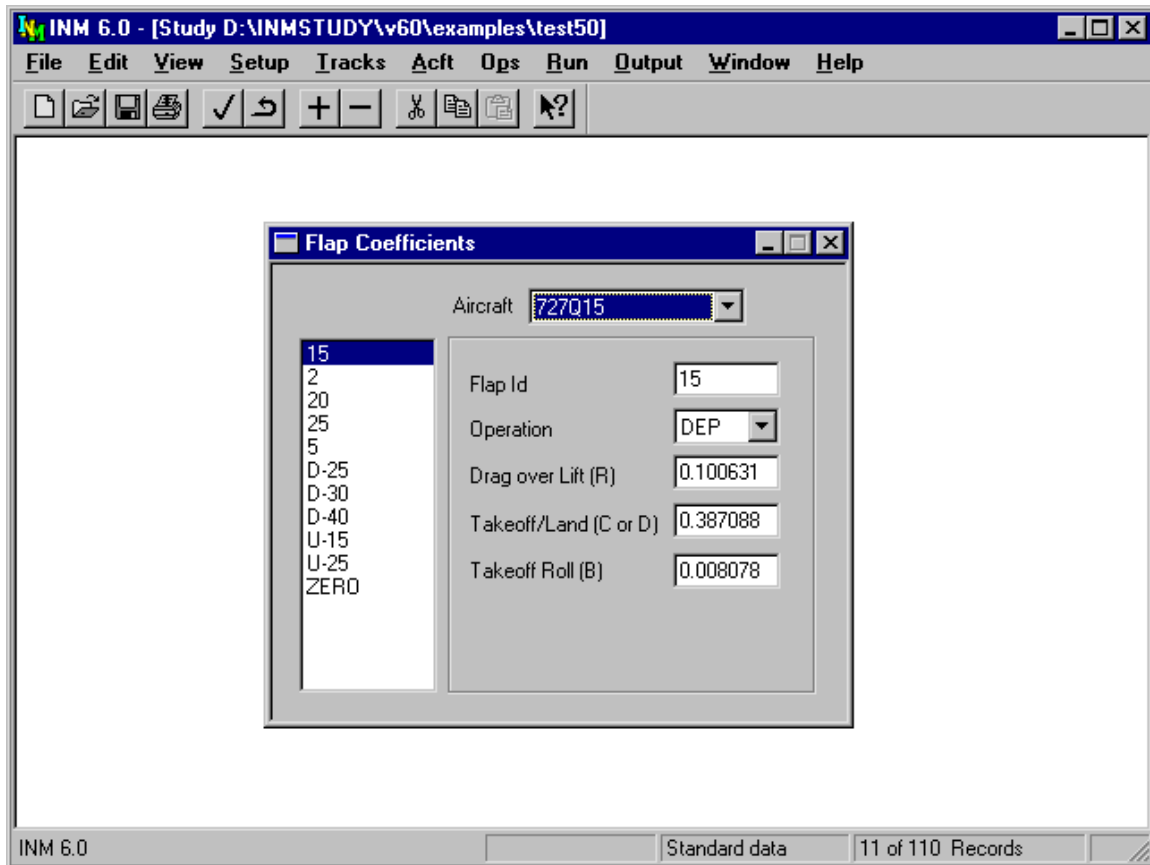 INM 6.0 - [Study D:\INMSTUDY\v60\examples\test50]
File Edit View Setup Tracks Acft Ops Run Output Window Help
Flap Coefficients
Aircraft 727Q15
15
2
20
25
5
D-25
D-30
D-40
U-15
U-25
ZERO
Flap Id 15
Operation DEP
Drag over Lift (R) 0.100631
Takeoff/Land (C or D) 0.387088
Takeoff Roll (B) 0.008078
INM 6.0 Standard data 11 of 110 Records